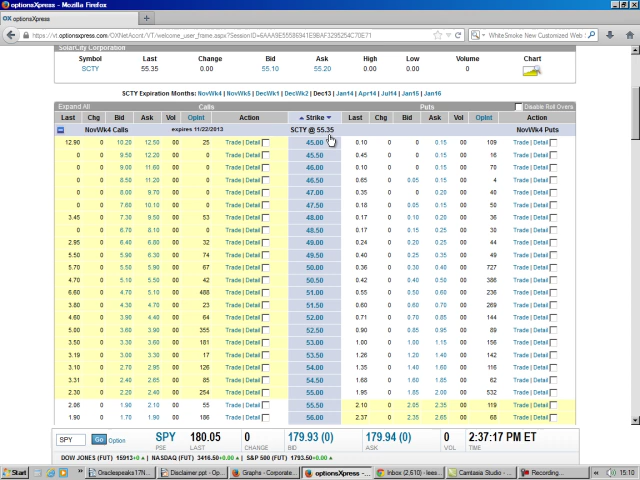 optionsXpress - Mozilla Firefox
OX optionsXpress
WhiteSmoke New Customized Web
SolarCity Corporation
Symbol Last Change Bid Ask High Low Volume Chart
SCTY 55.35 0.00 55.10 55.20 0.00 0.00 0
SCTY Expiration Months: NovWk4 | NovWk5 | DecWk1 | DecWk2 | Dec13 | Jan14 | Apr14 | Jul14 | Jan15 | Jan16
Expand All Calls Puts Disable Roll Overs
Last Chg Bid Ask Vol OpInt Action Strike Last Chg Bid Ask Vol OpInt Action
NovWk4 Calls expires 11/22/2013 SCTY @ 55.35 NovWk4 Puts
12.90 0 10.20 12.50 00 25 Trade | Detail 45.00 0.10 0 0 0.15 00 109 Trade | Detail
0 8.50 12.20 00 0 Trade | Detail 45.50 0.45 0 0 0.15 00 16 Trade | Detail
0 9.00 11.60 00 0 Trade | Detail 46.00 0.10 0 0 0.15 00 70 Trade | Detail
0 8.50 11.20 00 0 Trade | Detail 46.50 0.65 0 0.05 0.15 00 4 Trade | Detail
0 8.00 9.70 00 0 Trade | Detail 47.00 0.35 0 0 0.20 00 40 Trade | Detail
0 7.60 10.10 00 0 Trade | Detail 47.50 0.18 0 0.05 0.15 00 50 Trade | Detail
3.45 0 7.30 9.50 00 53 Trade | Detail 48.00 0.17 0 0.10 0.20 00 36 Trade | Detail
0 6.70 8.10 00 0 Trade | Detail 48.50 0.17 0 0.05 0.30 00 0 Trade | Detail
2.95 0 6.40 6.80 00 32 Trade | Detail 49.00 0.24 0 0.20 0.25 00 44 Trade | Detail
5.50 0 5.90 6.30 00 74 Trade | Detail 49.50 0.40 0 0.25 0.35 00 49 Trade | Detail
5.70 0 5.50 5.90 00 67 Trade | Detail 50.00 0.36 0 0.30 0.40 00 727 Trade | Detail
4.70 0 5.10 5.50 00 42 Trade | Detail 50.50 0.42 0 0.40 0.50 00 386 Trade | Detail
6.60 0 4.70 5.10 00 488 Trade | Detail 51.00 0.55 0 0.50 0.60 00 236 Trade | Detail
3.80 0 4.30 4.70 00 23 Trade | Detail 51.50 0.60 0 0.60 0.70 00 269 Trade | Detail
4.60 0 3.90 4.40 00 64 Trade | Detail 52.00 0.71 0 0.70 0.85 00 144 Trade | Detail
5.00 0 3.60 3.90 00 355 Trade | Detail 52.50 0.90 0 0.85 0.95 00 89 Trade | Detail
3.50 0 3.30 3.60 00 181 Trade | Detail 53.00 0.00 0 1.00 1.15 00 100 Trade | Detail
3.19 0 3.00 3.30 00 17 Trade | Detail 53.50 1.26 0 1.20 1.40 00 142 Trade | Detail
3.10 0 2.70 2.95 00 126 Trade | Detail 54.00 1.35 0 1.40 1.60 00 116 Trade | Detail
3.31 0 2.40 2.65 00 85 Trade | Detail 54.50 1.68 0 1.60 1.85 00 62 Trade | Detail
2.30 0 2.20 2.40 00 254 Trade | Detail 55.00 1.95 0 1.85 2.00 00 532 Trade | Detail
2.06 0 1.90 2.10 00 55 Trade | Detail 55.50 2.10 0 2.05 2.35 00 119 Trade | Detail
1.90 0 1.70 1.90 00 186 Trade | Detail 56.00 2.37 0 2.35 2.65 00 68 Trade | Detail
SPY Go Option SPY 180.05 0 179.93 (0) 179.94 (0) 0 2:37:17 PM ET
PSE LAST CHANGE BID ASK VOL TIME
DOW JONES (FUT) 15913+0 | NASDAQ (FUT) 3416.50+0.00 | S&P 500 (FUT) 1793.50+0.00
Start Oraclespeaks17N... Disclaimer.ppt - Op... Graphs - Corporate... optionsXpress - ... Inbox (2,610) - lees... Camtasia Studio - ... Recording... 15:10